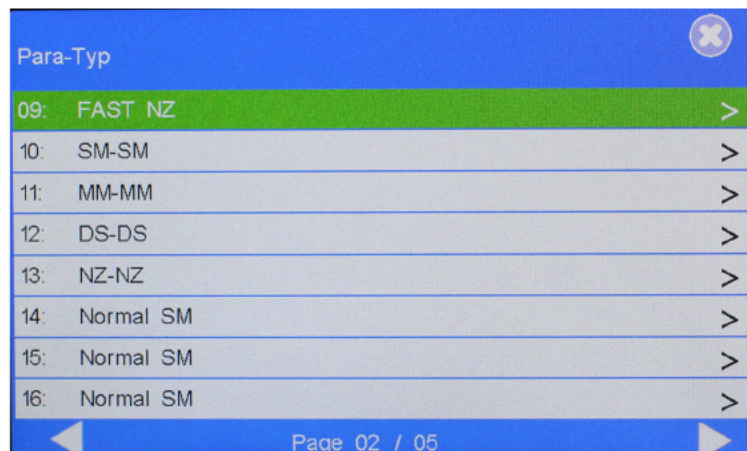 Para-Typ
09: FAST NZ >
10: SM-SM >
11: MM-MM >
12: DS-DS >
13: NZ-NZ >
14: Normal SM >
15: Normal SM >
16: Normal SM >
Page 02 / 05